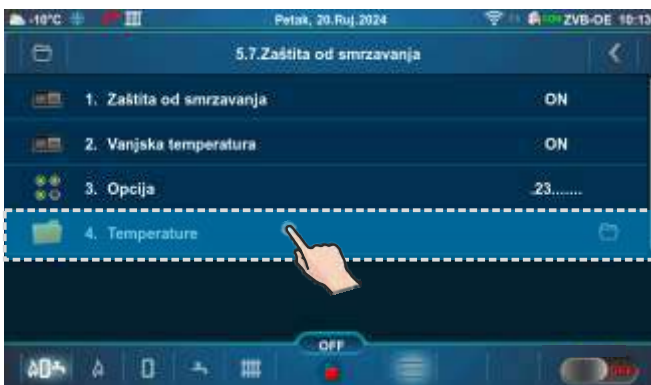 -10°C Petak, 20.Ruj.2024 ZVB-OE 10:13
5.7.Zaštita od smrzavanja
1. Zaštita od smrzavanja ON
2. Vanjska temperatura ON
3. Opcija .23.......
4. Temperature
OFF